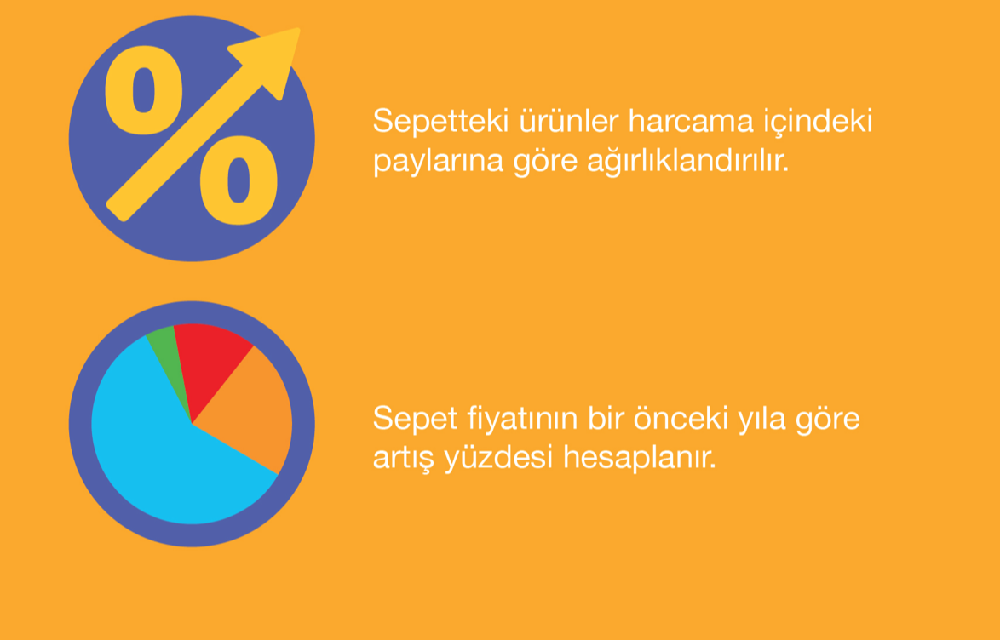 %
Sepetteki ürünler harcama içindeki
paylarına göre ağırlıklandırılır.
Sepet fiyatının bir önceki yıla göre
artış yüzdesi hesaplanır.